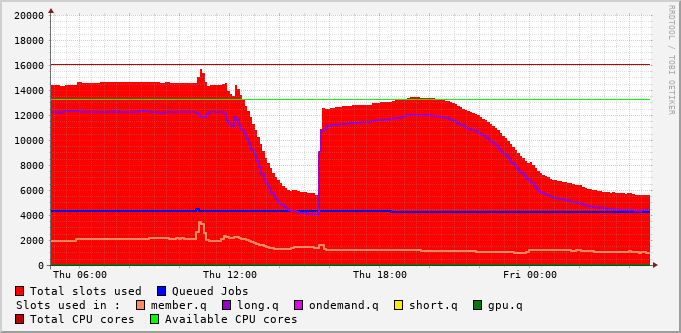 20000
18000
16000
14000
12000
10000
8000
6000
4000
2000
0
Thu 06:00 Thu 12:00 Thu 18:00 Fri 00:00
RRDTOOL / TOBI OETIKER
Total slots used Queued Jobs
Slots used in : member.q long.q ondemand.q short.q gpu.q
Total CPU cores Available CPU cores